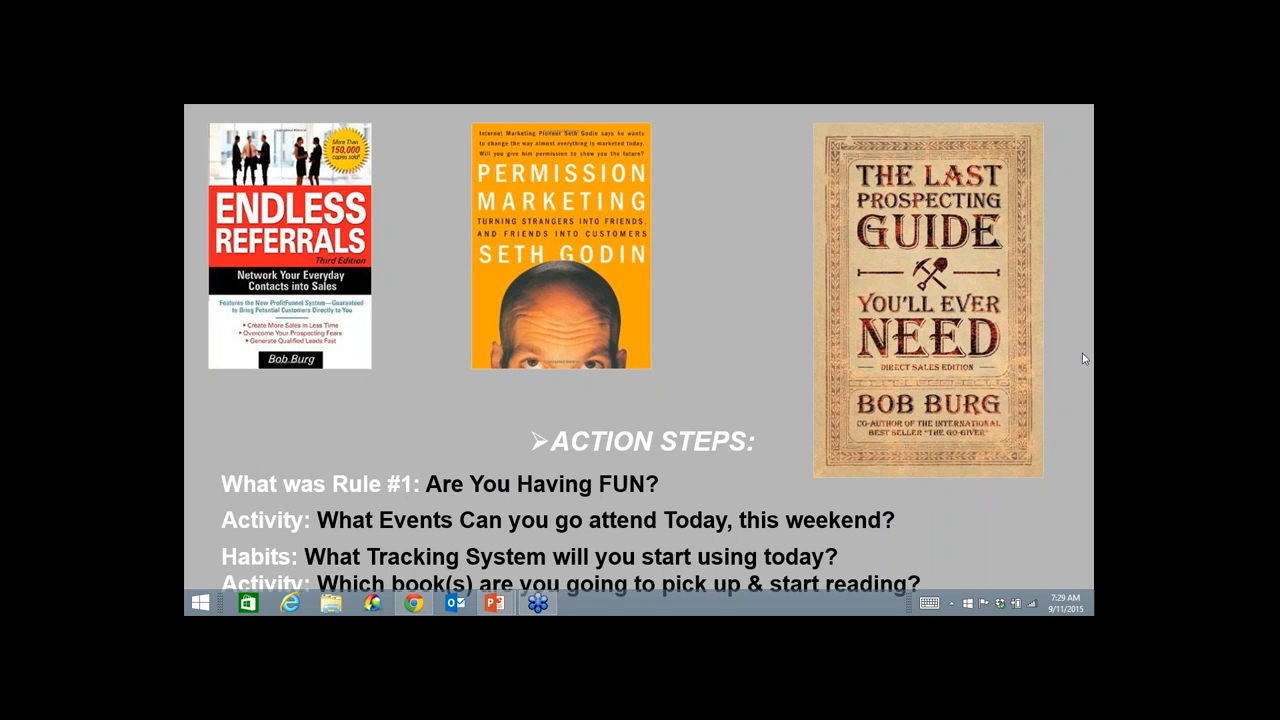 More Than
150,000
copies sold!
ENDLESS
REFERRALS
Third Edition
Network Your Everyday
Contacts into Sales
Features the New ProfitFunnel System—Guaranteed
to Bring Potential Customers Directly to You
• Create More Sales in Less Time
• Overcome Your Prospecting Fears
• Generate Qualified Leads Fast
Bob Burg
Internet Marketing Pioneer Seth Godin says he wants
to change the way almost everything is marketed today.
Will you give him permission to show you the future?
PERMISSION
MARKETING
TURNING STRANGERS INTO FRIENDS,
AND FRIENDS INTO CUSTOMERS
SETH GODIN
THE LAST
PROSPECTING
GUIDE
YOU'LL EVER
NEED
DIRECT SALES EDITION
BOB BURG
CO-AUTHOR OF THE INTERNATIONAL
BEST SELLER "THE GO-GIVER"
➢ACTION STEPS:
What was Rule #1: Are You Having FUN?
Activity: What Events Can you go attend Today, this weekend?
Habits: What Tracking System will you start using today?
Activity: Which book(s) are you going to pick up & start reading?
7:29 AM
9/11/2015